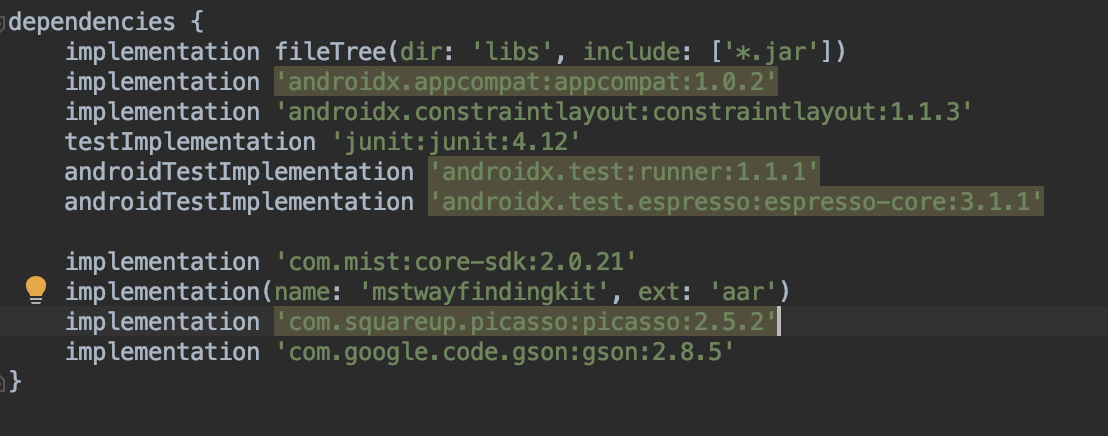 dependencies {
implementation fileTree(dir: 'libs', include: ['*.jar'])
implementation 'androidx.appcompat:appcompat:1.0.2'
implementation 'androidx.constraintlayout:constraintlayout:1.1.3'
testImplementation 'junit:junit:4.12'
androidTestImplementation 'androidx.test:runner:1.1.1'
androidTestImplementation 'androidx.test.espresso:espresso-core:3.1.1'
implementation 'com.mist:core-sdk:2.0.21'
implementation(name: 'mstwayfindingkit', ext: 'aar')
implementation 'com.squareup.picasso:picasso:2.5.2'
implementation 'com.google.code.gson:gson:2.8.5'
}